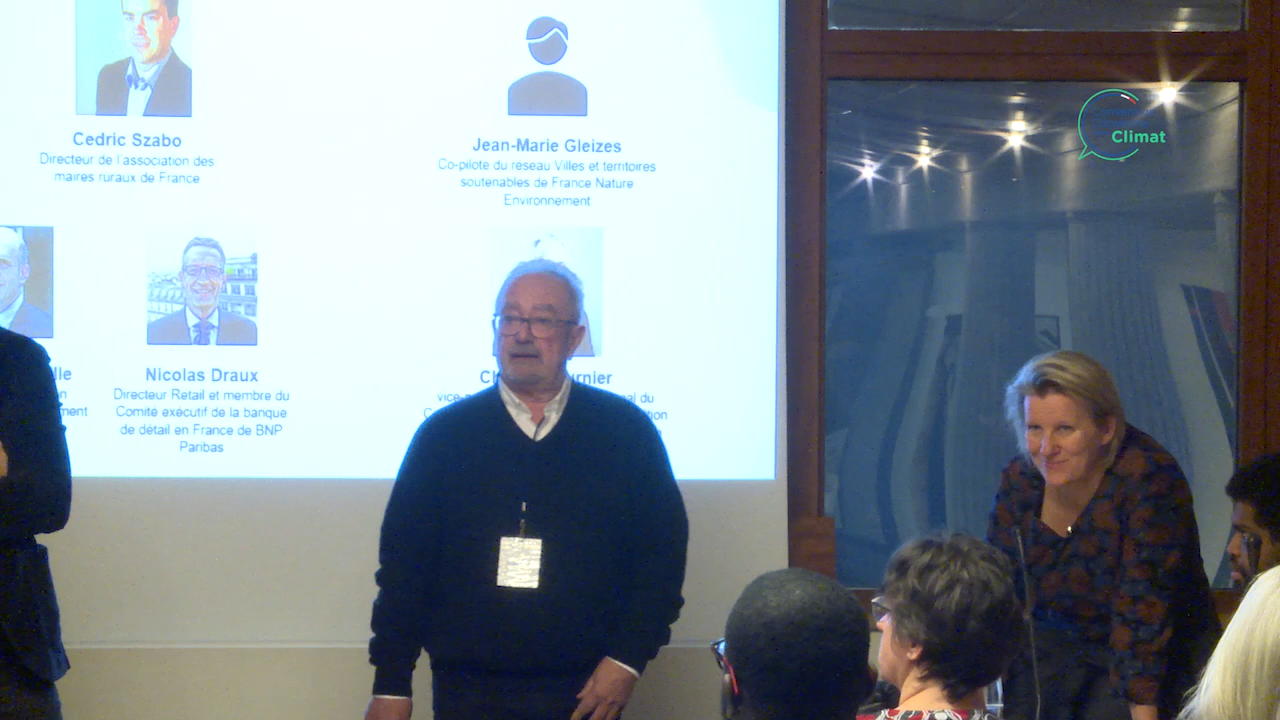 Cedric Szabo
Directeur de l'association des
maires ruraux de France
Jean-Marie Gleizes
Co-pilote du reseau Villes et territoires
soutenables de France Nature
Environnement
Nicolas Draux
Directeur Retail et membre du
Comité exécutif de la banque
de détail en France de BNP
Paribas
Climat